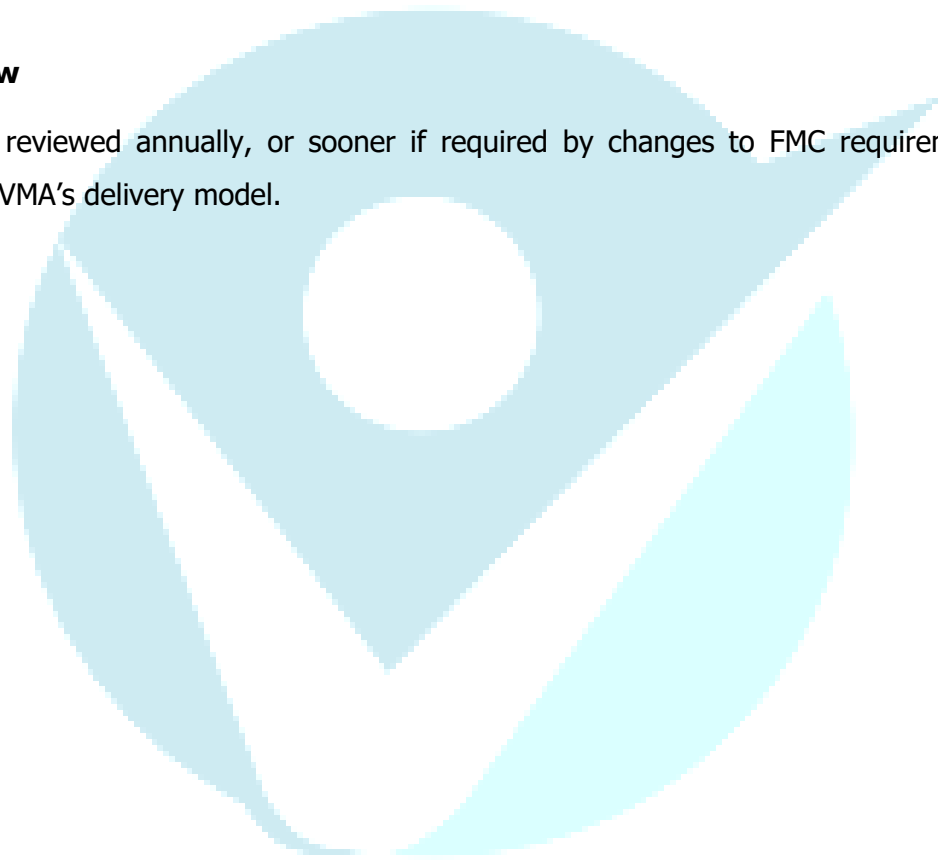 w
reviewed annually, or sooner if required by changes to FMC requirer
VMA’s delivery model.